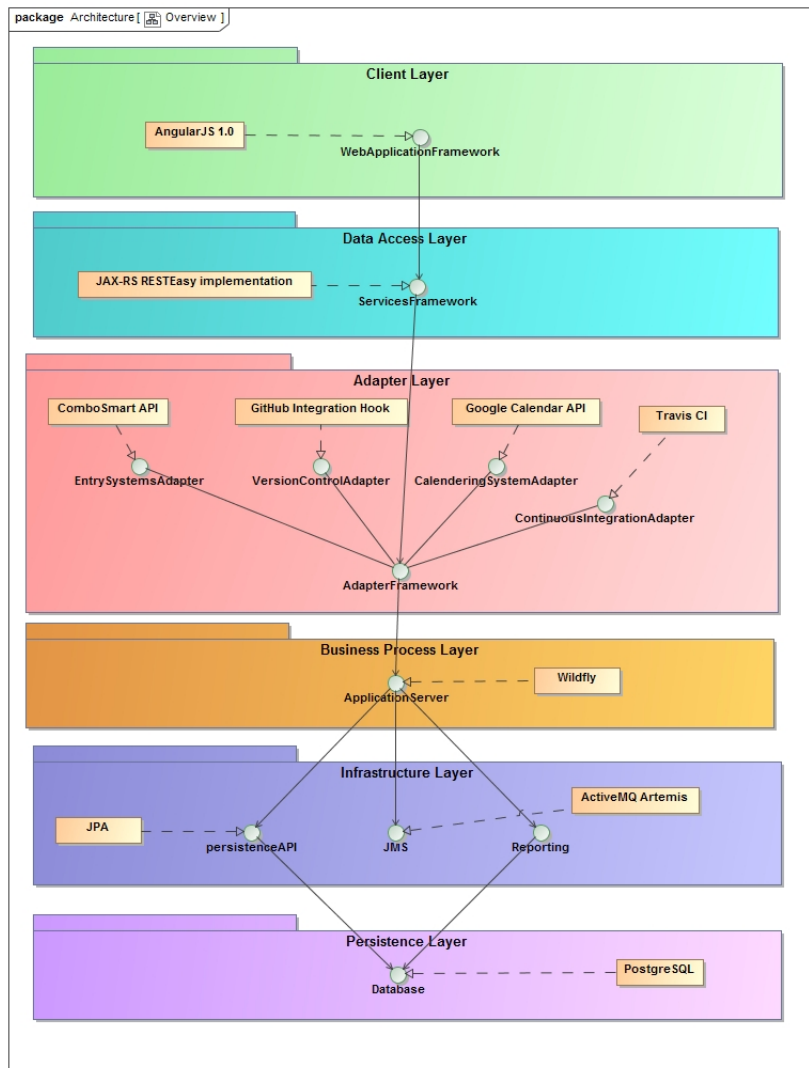 package Architecture[ Overview ]
Client Layer
AngularJS 1.0
WebApplicationFramework
Data Access Layer
JAX-RS RESTEasy implementation
ServicesFramework
Adapter Layer
ComboSmart API
GitHub Integration Hook
Google Calendar API
Travis CI
EntrySystemsAdapter
VersionControlAdapter
CalenderingSystemAdapter
ContinuousIntegrationAdapter
AdapterFramework
Business Process Layer
Wildfly
ApplicationServer
Infrastructure Layer
ActiveMQ Artemis
JPA
persistenceAPI
JMS
Reporting
Persistence Layer
PostgreSQL
Database